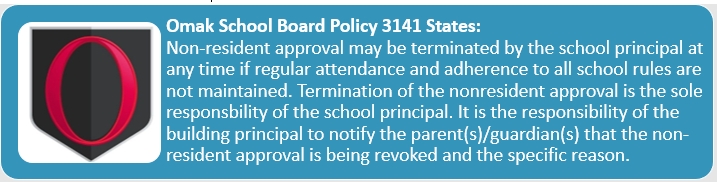 Omak School Board Policy 3141 States:
Non-resident approval may be terminated by the school principal at
any time if regular attendance and adherence to all school rules are
not maintained. Termination of the nonresident approval is the sole
responsbility of the school principal. It is the responsibility of the
building principal to notify the parent(s)/guardian(s) that the non-
resident approval is being revoked and the specific reason.